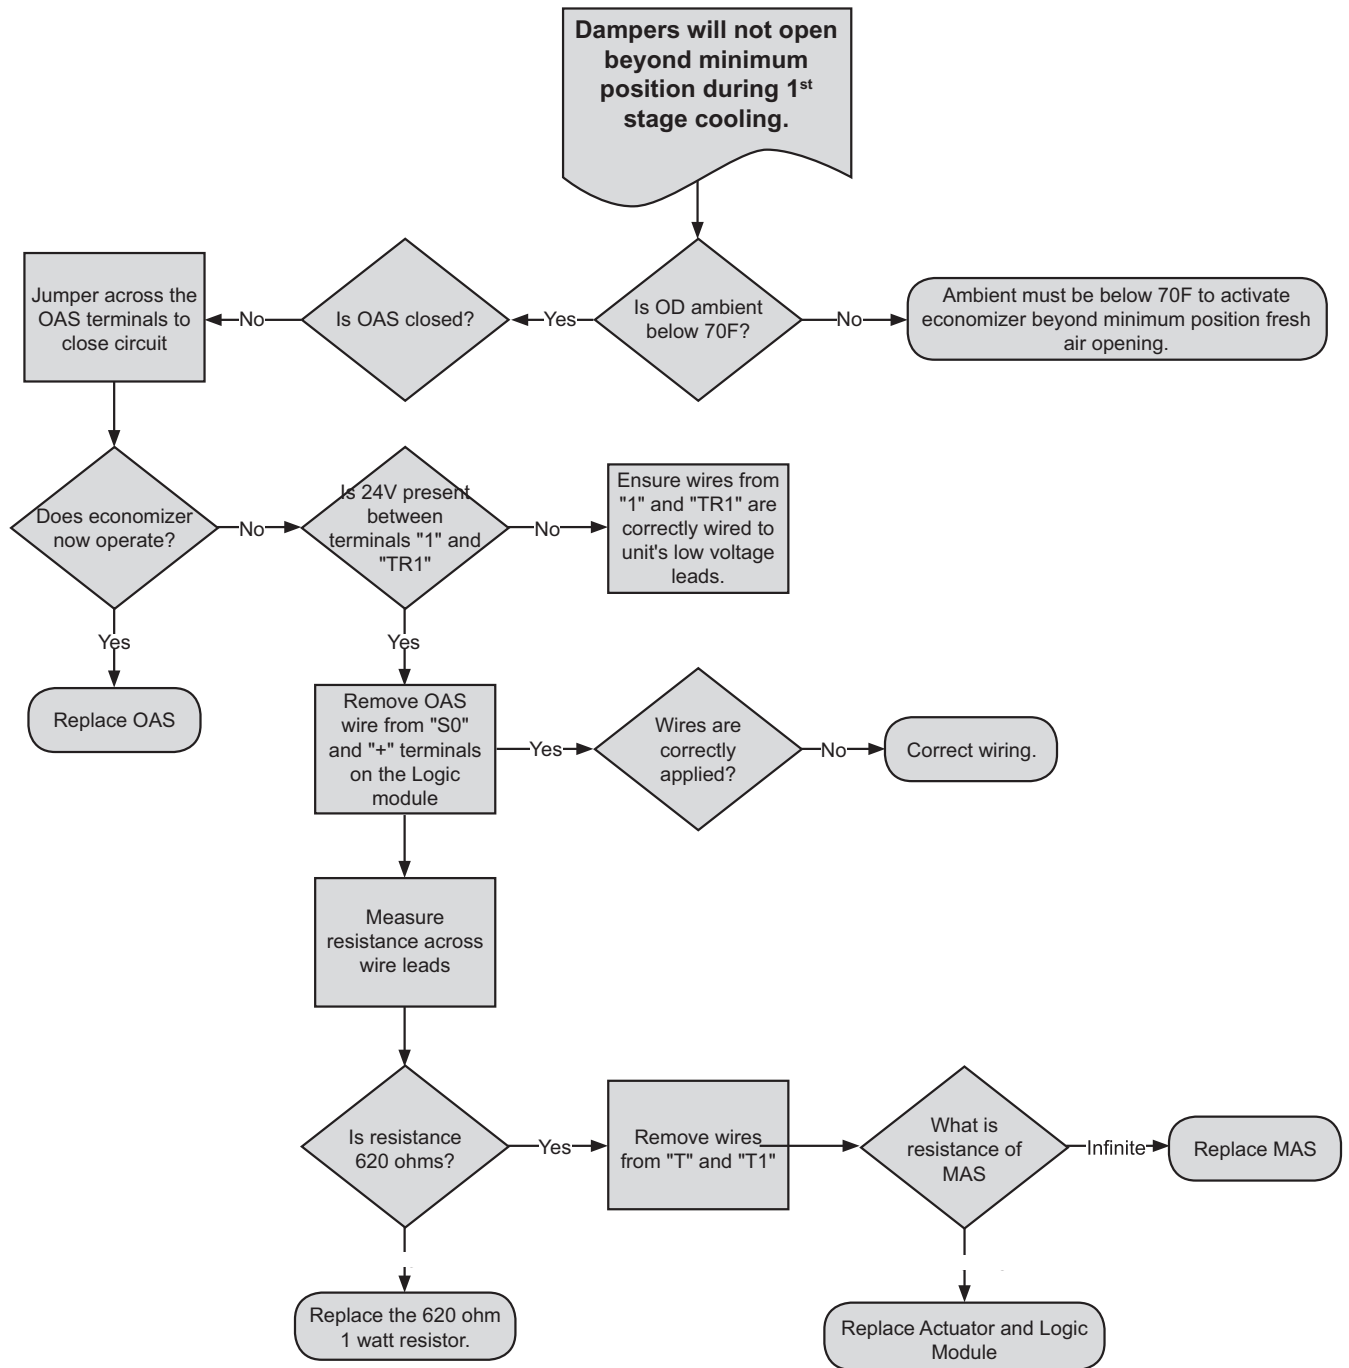 Dampers will not open
beyond minimum
position during 1st
stage cooling.
Jumper across the
OAS terminals to
close circuit
No
Is OAS closed?
Yes
Is OD ambient
below 70F?
No
Ambient must be below 70F to activate
economizer beyond minimum position fresh
air opening.
Does economizer
now operate?
No
Is 24V present
between
terminals "1" and
"TR1"
No
Ensure wires from
"1" and "TR1" are
correctly wired to
unit's low voltage
leads.
Yes
Yes
Replace OAS
Remove OAS
wire from "S0"
and "+" terminals
on the Logic
module
Yes
Wires are
correctly
applied?
No
Correct wiring.
Measure
resistance across
wire leads
Is resistance
620 ohms?
Yes
Remove wires
from "T" and "T1"
What is
resistance of
MAS
Infinite
Replace MAS
Replace the 620 ohm
1 watt resistor.
Replace Actuator and Logic
Module